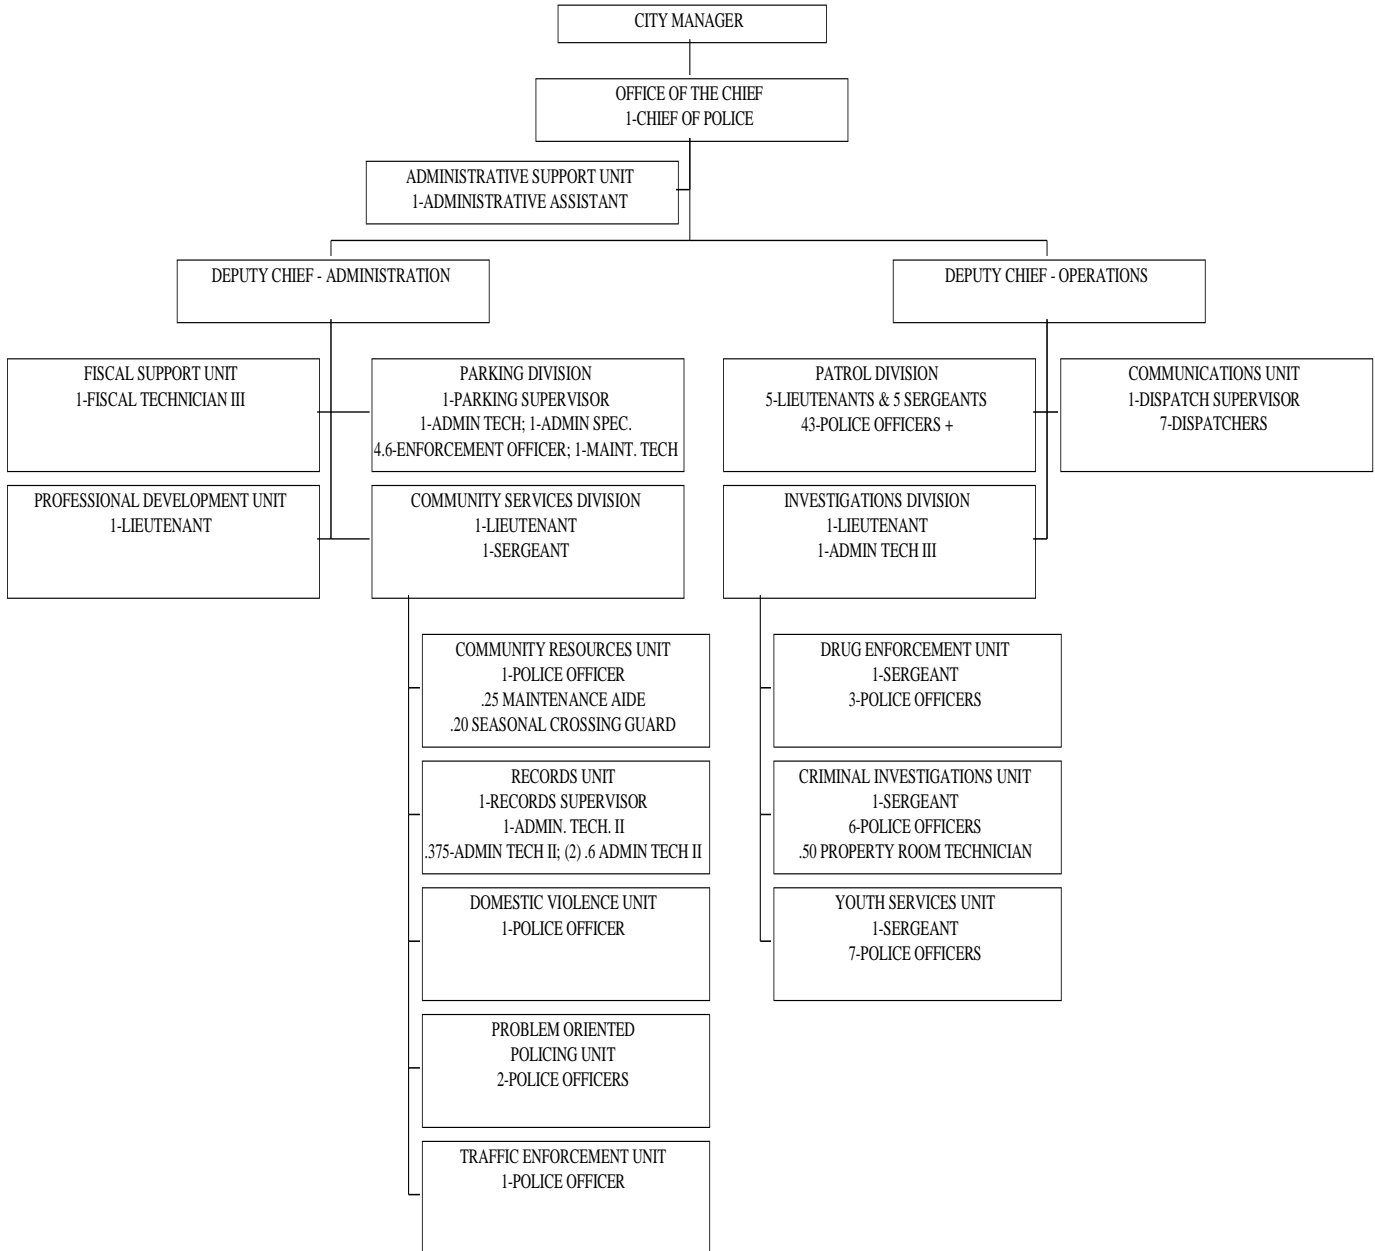 CITY MANAGER
OFFICE OF THE CHIEF
1-CHIEF OF POLICE
ADMINISTRATIVE SUPPORT UNIT
1-ADMINISTRATIVE ASSISTANT
DEPUTY CHIEF - ADMINISTRATION
DEPUTY CHIEF - OPERATIONS
FISCAL SUPPORT UNIT
1-FISCAL TECHNICIAN III
PARKING DIVISION
1-PARKING SUPERVISOR
1-ADMIN TECH; 1-ADMIN SPEC.
4.6-ENFORCEMENT OFFICER; 1-MAINT. TECH
PATROL DIVISION
5-LIEUTENANTS & 5 SERGEANTS
43-POLICE OFFICERS +
COMMUNICATIONS UNIT
1-DISPATCH SUPERVISOR
7-DISPATCHERS
PROFESSIONAL DEVELOPMENT UNIT
1-LIEUTENANT
COMMUNITY SERVICES DIVISION
1-LIEUTENANT
1-SERGEANT
INVESTIGATIONS DIVISION
1-LIEUTENANT
1-ADMIN TECH III
COMMUNITY RESOURCES UNIT
1-POLICE OFFICER
.25 MAINTENANCE AIDE
.20 SEASONAL CROSSING GUARD
DRUG ENFORCEMENT UNIT
1-SERGEANT
3-POLICE OFFICERS
RECORDS UNIT
1-RECORDS SUPERVISOR
1-ADMIN. TECH. II
.375-ADMIN TECH II; (2) .6 ADMIN TECH II
CRIMINAL INVESTIGATIONS UNIT
1-SERGEANT
6-POLICE OFFICERS
.50 PROPERTY ROOM TECHNICIAN
DOMESTIC VIOLENCE UNIT
1-POLICE OFFICER
YOUTH SERVICES UNIT
1-SERGEANT
7-POLICE OFFICERS
PROBLEM ORIENTED
POLICING UNIT
2-POLICE OFFICERS
TRAFFIC ENFORCEMENT UNIT
1-POLICE OFFICER